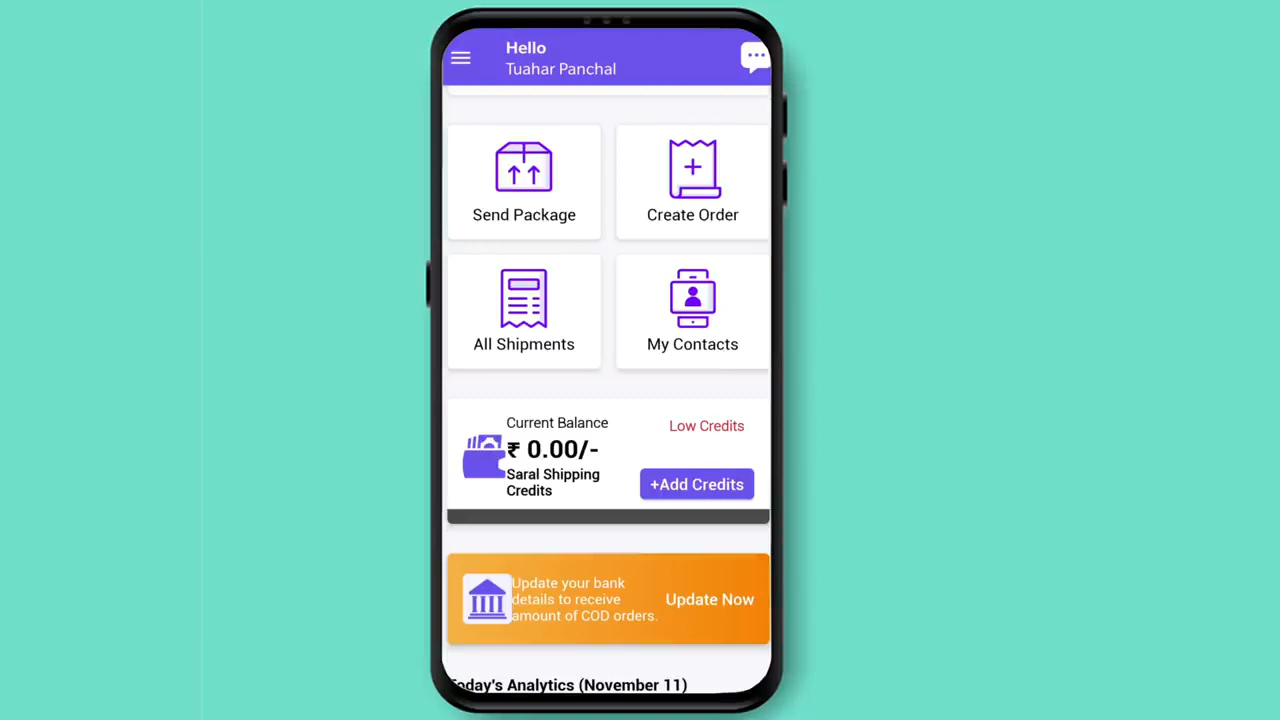 Hello
Tuahar Panchal
Send Package
Create Order
All Shipments
My Contacts
Current Balance
Low Credits
₹ 0.00/-
Saral Shipping
Credits
+Add Credits
Update your bank
details to receive
amount of COD orders.
Update Now
Today's Analytics (November 11)